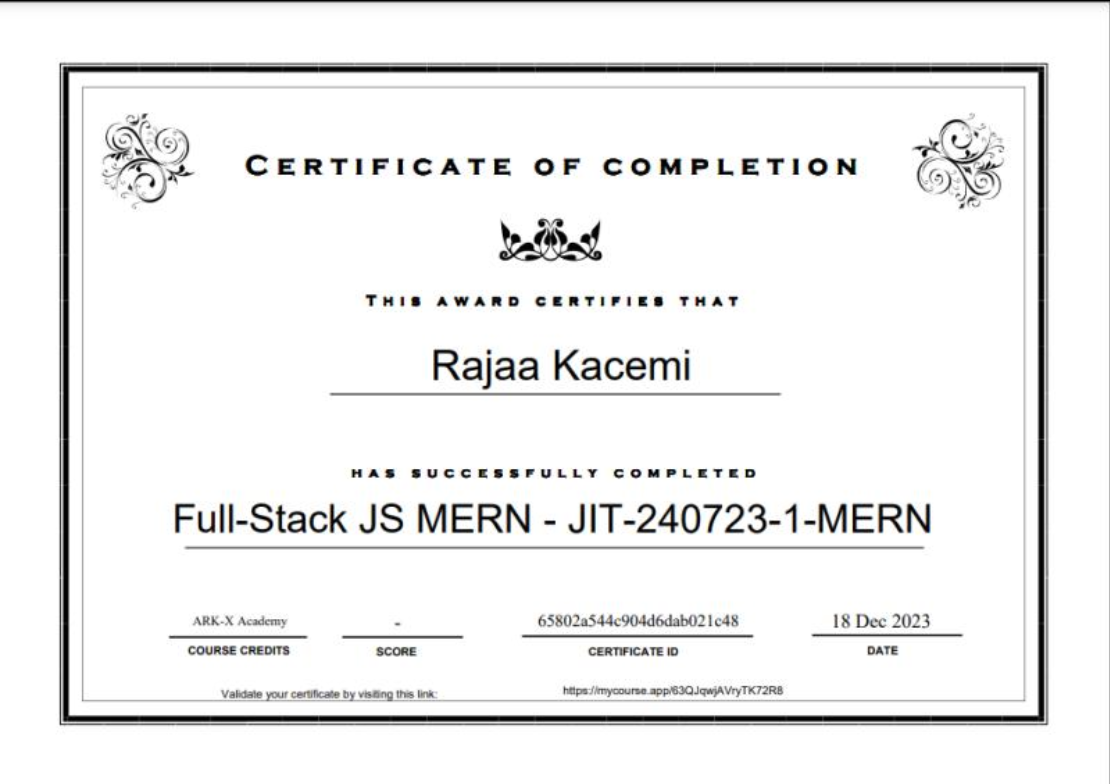 CERTIFICATE OF COMPLETION
THIS AWARD CERTIFIES THAT
Rajaa Kacemi
HAS SUCCESSFULLY COMPLETED
Full-Stack JS MERN - JIT-240723-1-MERN
ARK-X Academy - 65802a544c904d6dab021c48 18 Dec 2023
COURSE CREDITS SCORE CERTIFICATE ID DATE
Validate your certificate by visiting this link: https://mycourse.app/63QJqwjAVryTK72R8